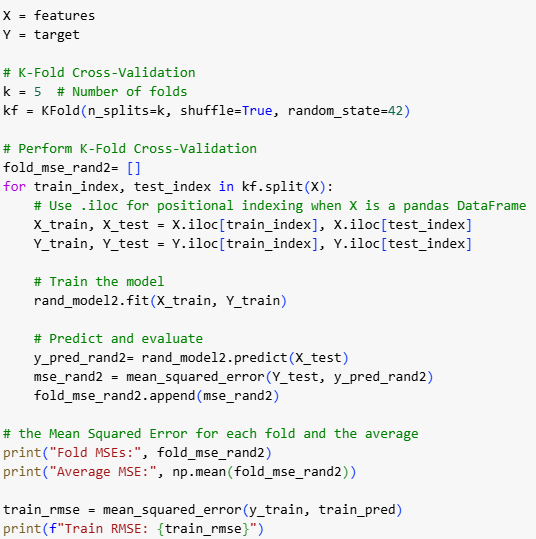 X = features
Y = target

# K-Fold Cross-Validation
k = 5  # Number of folds
kf = KFold(n_splits=k, shuffle=True, random_state=42)

# Perform K-Fold Cross-Validation
fold_mse_rand2= []
for train_index, test_index in kf.split(X):
    # Use .iloc for positional indexing when X is a pandas DataFrame
    X_train, X_test = X.iloc[train_index], X.iloc[test_index]
    Y_train, Y_test = Y.iloc[train_index], Y.iloc[test_index]

    # Train the model
    rand_model2.fit(X_train, Y_train)

    # Predict and evaluate
    y_pred_rand2= rand_model2.predict(X_test)
    mse_rand2 = mean_squared_error(Y_test, y_pred_rand2)
    fold_mse_rand2.append(mse_rand2)

# the Mean Squared Error for each fold and the average
print("Fold MSEs:", fold_mse_rand2)
print("Average MSE:", np.mean(fold_mse_rand2))

train_rmse = mean_squared_error(y_train, train_pred)
print(f"Train RMSE: {train_rmse}")